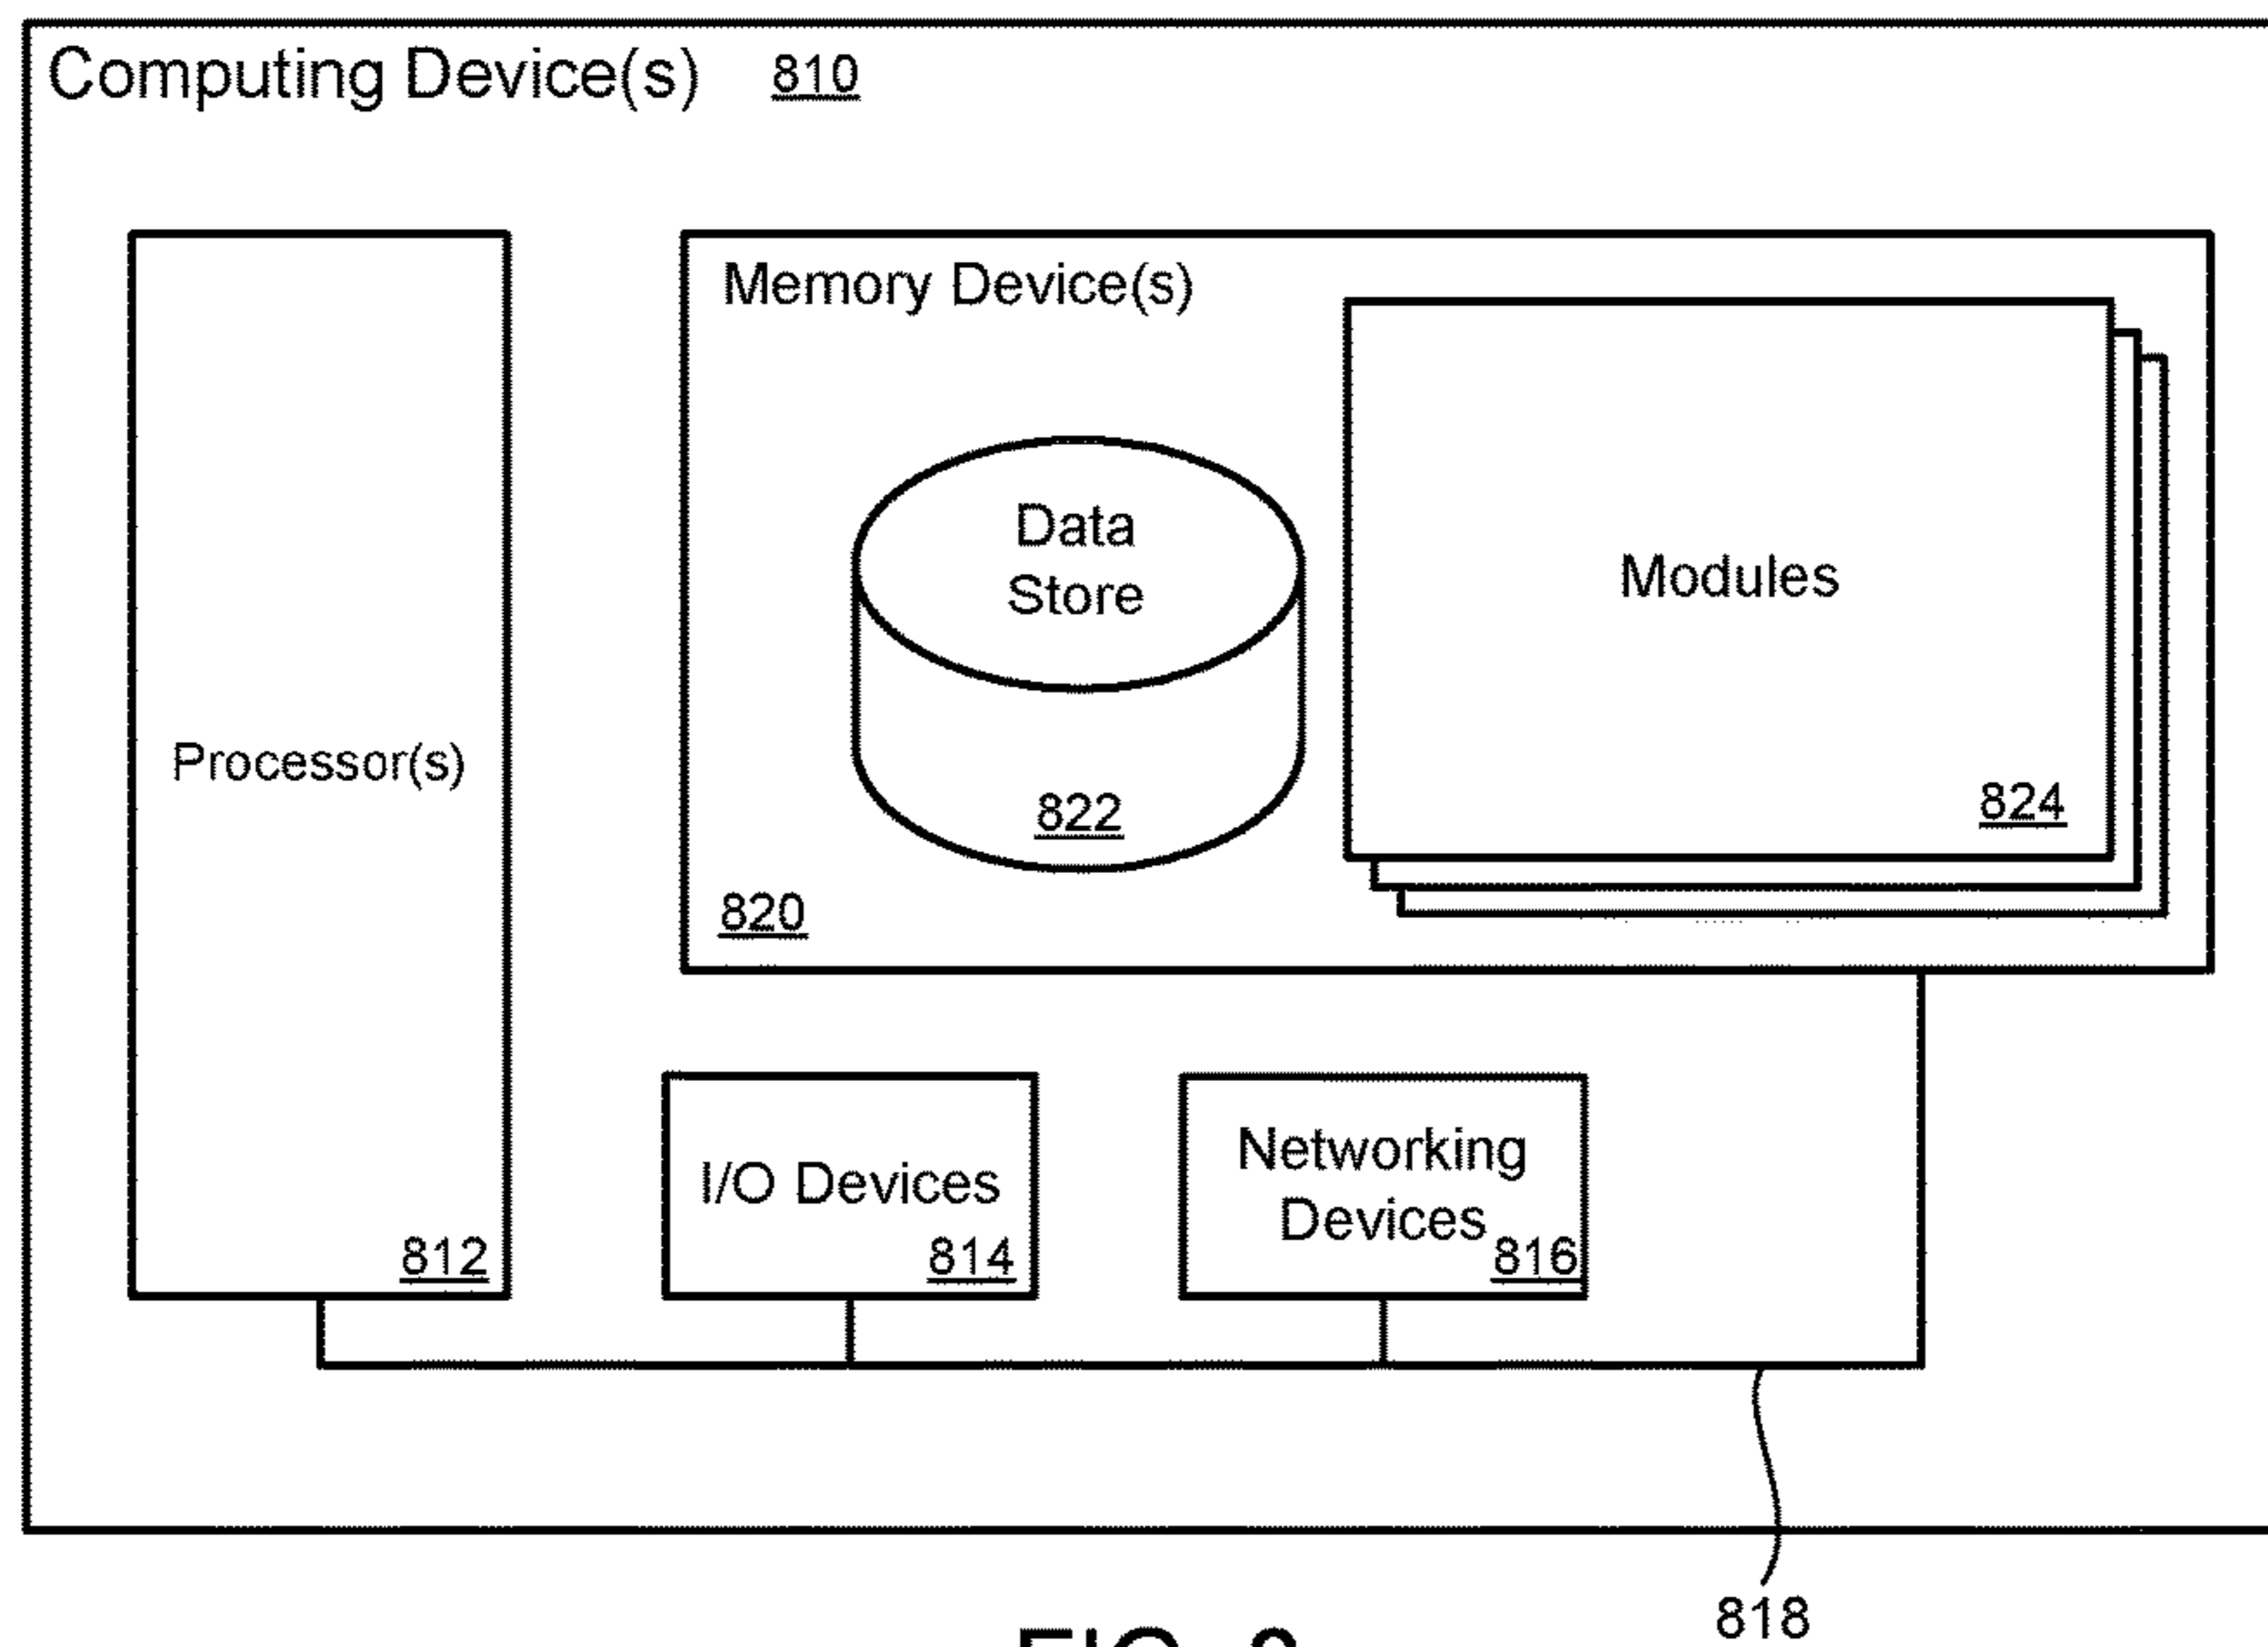 Computing Device(s) 810
Memory Device(s)
Data
Store
Modules
Processor(s)
822
824
820
Networking
I/O Devices
Devices
812
814
816
818
FIG.